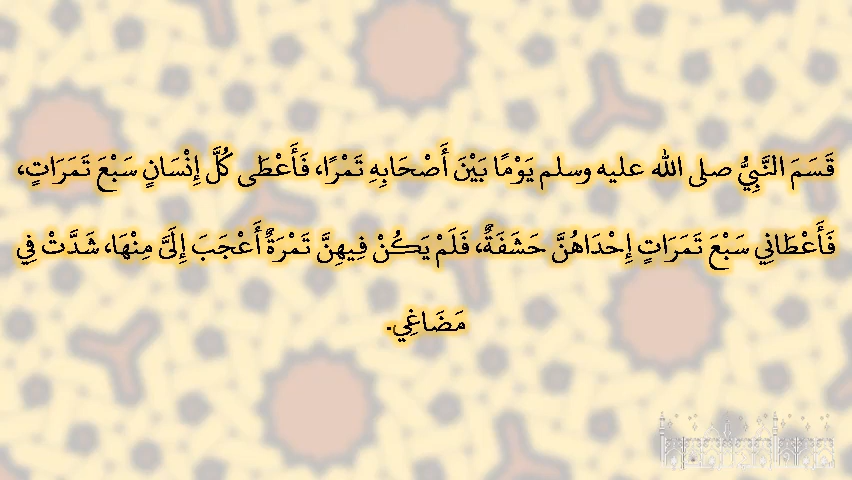 قَسَمَ النَّبِيُّ صلى الله عليه وسلم يَوْمًا بَيْنَ أَصْحَابِهِ تَمْرًا، فَأَعْطَى كُلَّ إِنْسَانٍ سَبْعَ تَمَرَاتٍ،
فَأَعْطَانِي سَبْعَ تَمَرَاتٍ إِحْدَاهُنَّ حَشَفَةٌ، فَلَمْ يَكُنْ فِيهِنَّ تَمْرَةٌ أَعْجَبَ إِلَىَّ مِنْهَا، شَدَّتْ فِي
مَضَاغِي.